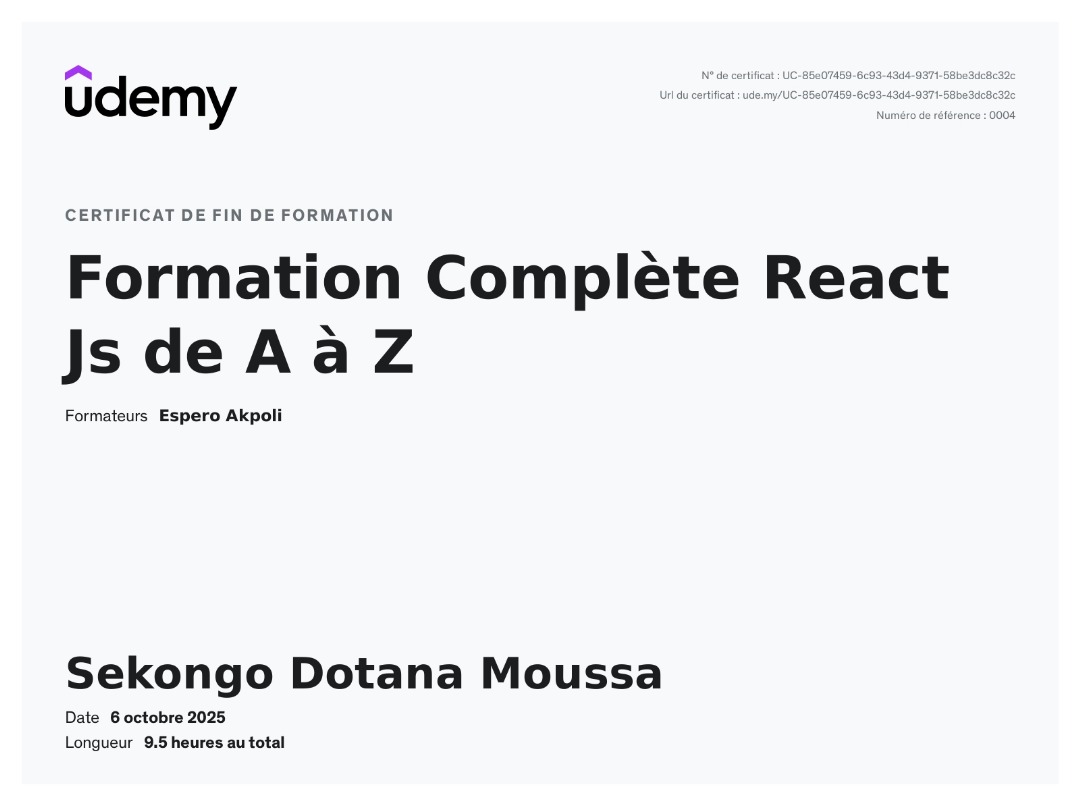 udemy
N° de certificat : UC-85e07459-6c93-43d4-9371-58be3dc8c32c
Url du certificat : ude.my/UC-85e07459-6c93-43d4-9371-58be3dc8c32c
Numéro de référence : 0004
CERTIFICAT DE FIN DE FORMATION
Formation Complète React
Js de A à Z
Formateurs Espero Akpoli
Sekongo Dotana Moussa
Date 6 octobre 2025
Longueur 9.5 heures au total